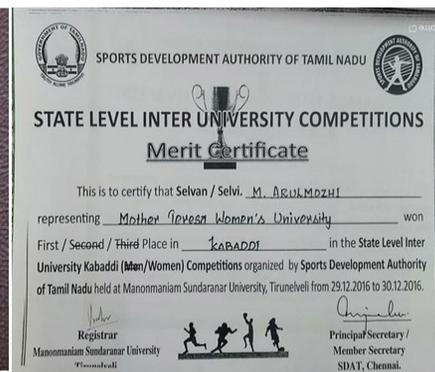 SPORTS DEVELOPMENT AUTHORITY OF TAMIL NADU
STATE LEVEL INTER UNIVERSITY COMPETITIONS
Merit Certificate
This is to certify that Selvan / Selvi. M. ARULMOZHI
representing Mother Teresa Women's University won
First / Second / Third Place in KABADDI in the State Level Inter
University Kabaddi (Men/Women) Competitions organized by Sports Development Authority
of Tamil Nadu held at Manonmaniam Sundaranar University, Tirunelveli from 29.12.2016 to 30.12.2016.
Registrar
Manonmaniam Sundaranar University
Tirunelveli
Principal Secretary /
Member Secretary
SDAT, Chennai.